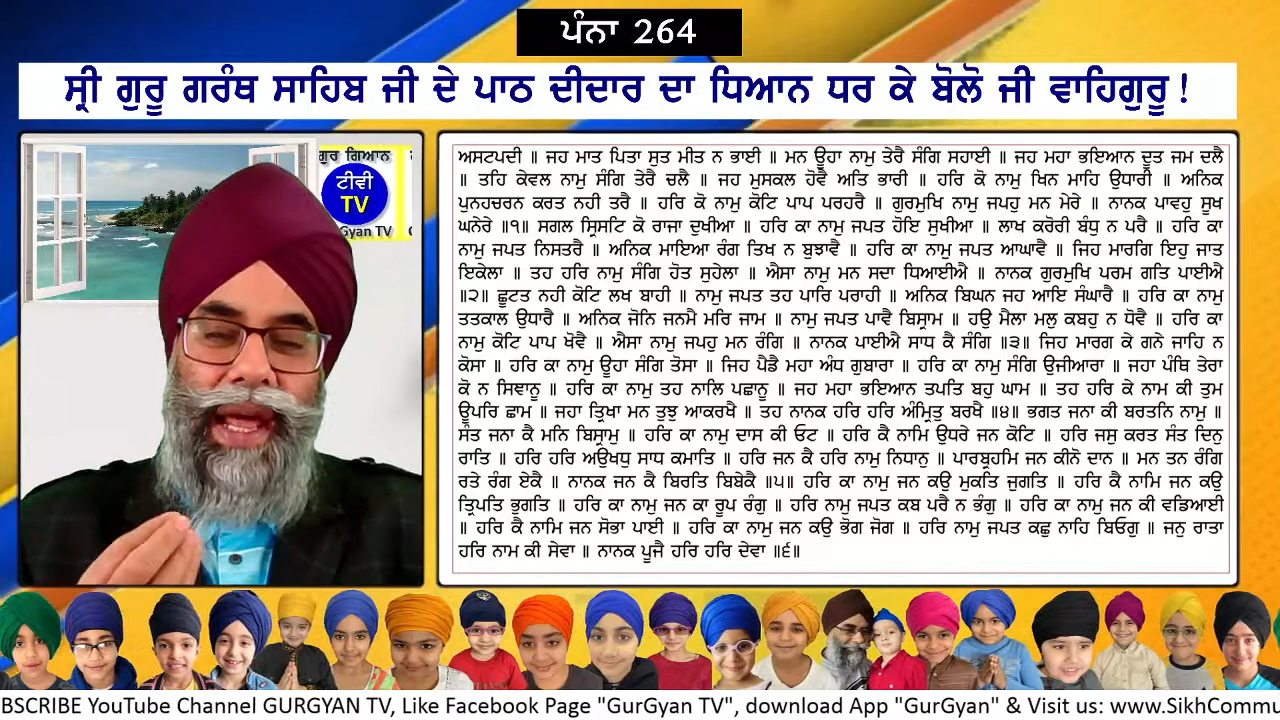 ਪੰਨਾ 264
ਸ੍ਰੀ ਗੁਰੂ ਗਰੰਥ ਸਾਹਿਬ ਜੀ ਦੇ ਪਾਠ ਦੀਦਾਰ ਦਾ ਧਿਆਨ ਧਰ ਕੇ ਬੋਲੋ ਜੀ ਵਾਹਿਗੁਰੂ!
ਗੁਰ ਗਿਆਨ
ਟੀਵੀ
TV
Gyan TV
ਅਸਟਪਦੀ ॥ ਜਹ ਮਾਤ ਪਿਤਾ ਸੁਤ ਮੀਤ ਨ ਭਾਈ ॥ ਮਨ ਊਹਾ ਨਾਮੁ ਤੇਰੈ ਸੰਗਿ ਸਹਾਈ ॥ ਜਹ ਮਹਾ ਭਇਆਨ ਦੂਤ ਜਮ ਦਲੈ
॥ ਤਹਿ ਕੇਵਲ ਨਾਮੁ ਸੰਗਿ ਤੇਰੈ ਚਲੈ ॥ ਜਹ ਮੁਸਕਲ ਹੋਵੈ ਅਤਿ ਭਾਰੀ ॥ ਹਰਿ ਕੋ ਨਾਮੁ ਖਿਨ ਮਾਹਿ ਉਧਾਰੀ ॥ ਅਨਿਕ
ਪੁਨਹਚਰਨ ਕਰਤ ਨਹੀ ਤਰੈ ॥ ਹਰਿ ਕੋ ਨਾਮੁ ਕੋਟਿ ਪਾਪ ਪਰਹਰੈ ॥ ਗੁਰਮੁਖਿ ਨਾਮੁ ਜਪਹੁ ਮਨ ਮੇਰੇ ॥ ਨਾਨਕ ਪਾਵਹੁ ਸੂਖ
ਘਨੇਰੇ ॥੧॥ ਸਗਲ ਸ੍ਰਿਸਟਿ ਕੋ ਰਾਜਾ ਦੁਖੀਆ ॥ ਹਰਿ ਕਾ ਨਾਮੁ ਜਪਤ ਹੋਇ ਸੁਖੀਆ ॥ ਲਾਖ ਕਰੋਰੀ ਬੰਧੁ ਨ ਪਰੈ ॥ ਹਰਿ ਕਾ
ਨਾਮੁ ਜਪਤ ਨਿਸਤਰੈ ॥ ਅਨਿਕ ਮਾਇਆ ਰੰਗ ਤਿਖ ਨ ਬੁਝਾਵੈ ॥ ਹਰਿ ਕਾ ਨਾਮੁ ਜਪਤ ਆਘਾਵੈ ॥ ਜਿਹ ਮਾਰਗਿ ਇਹੁ ਜਾਤ
ਇਕੇਲਾ ॥ ਤਹ ਹਰਿ ਨਾਮੁ ਸੰਗਿ ਹੋਤ ਸੁਹੇਲਾ ॥ ਐਸਾ ਨਾਮੁ ਮਨ ਸਦਾ ਧਿਆਈਐ ॥ ਨਾਨਕ ਗੁਰਮੁਖਿ ਪਰਮ ਗਤਿ ਪਾਈਐ
॥੨॥ ਛੂਟਤ ਨਹੀ ਕੋਟਿ ਲਖ ਬਾਹੀ ॥ ਨਾਮੁ ਜਪਤ ਤਹ ਪਾਰਿ ਪਰਾਹੀ ॥ ਅਨਿਕ ਬਿਘਨ ਜਹ ਆਇ ਸੰਘਾਰੈ ॥ ਹਰਿ ਕਾ ਨਾਮੁ
ਤਤਕਾਲ ਉਧਾਰੈ ॥ ਅਨਿਕ ਜੋਨਿ ਜਨਮੈ ਮਰਿ ਜਾਮ ॥ ਨਾਮੁ ਜਪਤ ਪਾਵੈ ਬਿਸ੍ਰਾਮ ॥ ਹਉ ਮੈਲਾ ਮਲੁ ਕਬਹੁ ਨ ਧੋਵੈ ॥ ਹਰਿ ਕਾ
ਨਾਮੁ ਕੋਟਿ ਪਾਪ ਖੋਵੈ ॥ ਐਸਾ ਨਾਮੁ ਜਪਹੁ ਮਨ ਰੰਗਿ ॥ ਨਾਨਕ ਪਾਈਐ ਸਾਧ ਕੈ ਸੰਗਿ ॥੩॥ ਜਿਹ ਮਾਰਗ ਕੇ ਗਨੇ ਜਾਹਿ ਨ
ਕੋਸਾ ॥ ਹਰਿ ਕਾ ਨਾਮੁ ਊਹਾ ਸੰਗਿ ਤੋਸਾ ॥ ਜਿਹ ਪੈਡੈ ਮਹਾ ਅੰਧ ਗੁਬਾਰਾ ॥ ਹਰਿ ਕਾ ਨਾਮੁ ਸੰਗਿ ਉਜੀਆਰਾ ॥ ਜਹਾ ਪੰਥਿ ਤੇਰਾ
ਕੋ ਨ ਸਿਞਾਨੂ ॥ ਹਰਿ ਕਾ ਨਾਮੁ ਤਹ ਨਾਲਿ ਪਛਾਨੂ ॥ ਜਹ ਮਹਾ ਭਇਆਨ ਤਪਤਿ ਬਹੁ ਘਾਮ ॥ ਤਹ ਹਰਿ ਕੇ ਨਾਮ ਕੀ ਤੁਮ
ਊਪਰਿ ਛਾਮ ॥ ਜਹਾ ਤ੍ਰਿਖਾ ਮਨ ਤੁਝੁ ਆਕਰਖੈ ॥ ਤਹ ਨਾਨਕ ਹਰਿ ਹਰਿ ਅੰਮ੍ਰਿਤੁ ਬਰਖੈ ॥੪॥ ਭਗਤ ਜਨਾ ਕੀ ਬਰਤਨਿ ਨਾਮੁ ॥
ਸੰਤ ਜਨਾ ਕੈ ਮਨਿ ਬਿਸ੍ਰਾਮੁ ॥ ਹਰਿ ਕਾ ਨਾਮੁ ਦਾਸ ਕੀ ਓਟ ॥ ਹਰਿ ਕੈ ਨਾਮਿ ਉਧਰੇ ਜਨ ਕੋਟਿ ॥ ਹਰਿ ਜਸੁ ਕਰਤ ਸੰਤ ਦਿਨੁ
ਰਾਤਿ ॥ ਹਰਿ ਹਰਿ ਅਉਖਧੁ ਸਾਧ ਕਮਾਤਿ ॥ ਹਰਿ ਜਨ ਕੈ ਹਰਿ ਨਾਮੁ ਨਿਧਾਨੁ ॥ ਪਾਰਬ੍ਰਹਮਿ ਜਨ ਕੀਨੋ ਦਾਨ ॥ ਮਨ ਤਨ ਰੰਗਿ
ਰਤੇ ਰੰਗ ਏਕੈ ॥ ਨਾਨਕ ਜਨ ਕੈ ਬਿਰਤਿ ਬਿਬੇਕੈ ॥੫॥ ਹਰਿ ਕਾ ਨਾਮੁ ਜਨ ਕਉ ਮੁਕਤਿ ਜੁਗਤਿ ॥ ਹਰਿ ਕੈ ਨਾਮਿ ਜਨ ਕਉ
ਤ੍ਰਿਪਤਿ ਭੁਗਤਿ ॥ ਹਰਿ ਕਾ ਨਾਮੁ ਜਨ ਕਾ ਰੂਪ ਰੰਗੁ ॥ ਹਰਿ ਨਾਮੁ ਜਪਤ ਕਬ ਪਰੈ ਨ ਭੰਗੁ ॥ ਹਰਿ ਕਾ ਨਾਮੁ ਜਨ ਕੀ ਵਡਿਆਈ
॥ ਹਰਿ ਕੈ ਨਾਮਿ ਜਨ ਸੋਭਾ ਪਾਈ ॥ ਹਰਿ ਕਾ ਨਾਮੁ ਜਨ ਕਉ ਭੋਗ ਜੋਗ ॥ ਹਰਿ ਨਾਮੁ ਜਪਤ ਕਛੁ ਨਾਹਿ ਬਿਓਗੁ ॥ ਜਨੁ ਰਾਤਾ
ਹਰਿ ਨਾਮ ਕੀ ਸੇਵਾ ॥ ਨਾਨਕ ਪੂਜੈ ਹਰਿ ਹਰਿ ਦੇਵਾ ॥੬॥
BSCRIBE YouTube Channel GURGYAN TV, Like Facebook Page "GurGyan TV", download App "GurGyan" & Visit us: www.SikhCommu